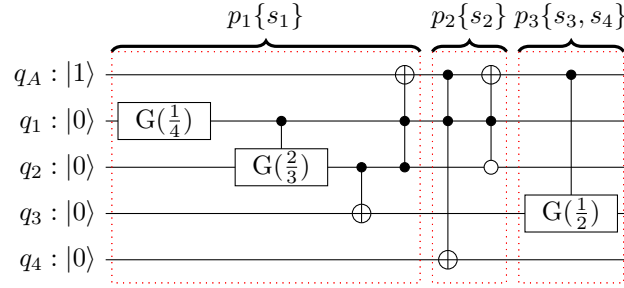 p₁{s₁} p₂{s₂} p₃{s₃, s₄}
q_A : |1⟩
q₁ : |0⟩ G(1/4)
q₂ : |0⟩ G(2/3)
q₃ : |0⟩ G(1/2)
q₄ : |0⟩